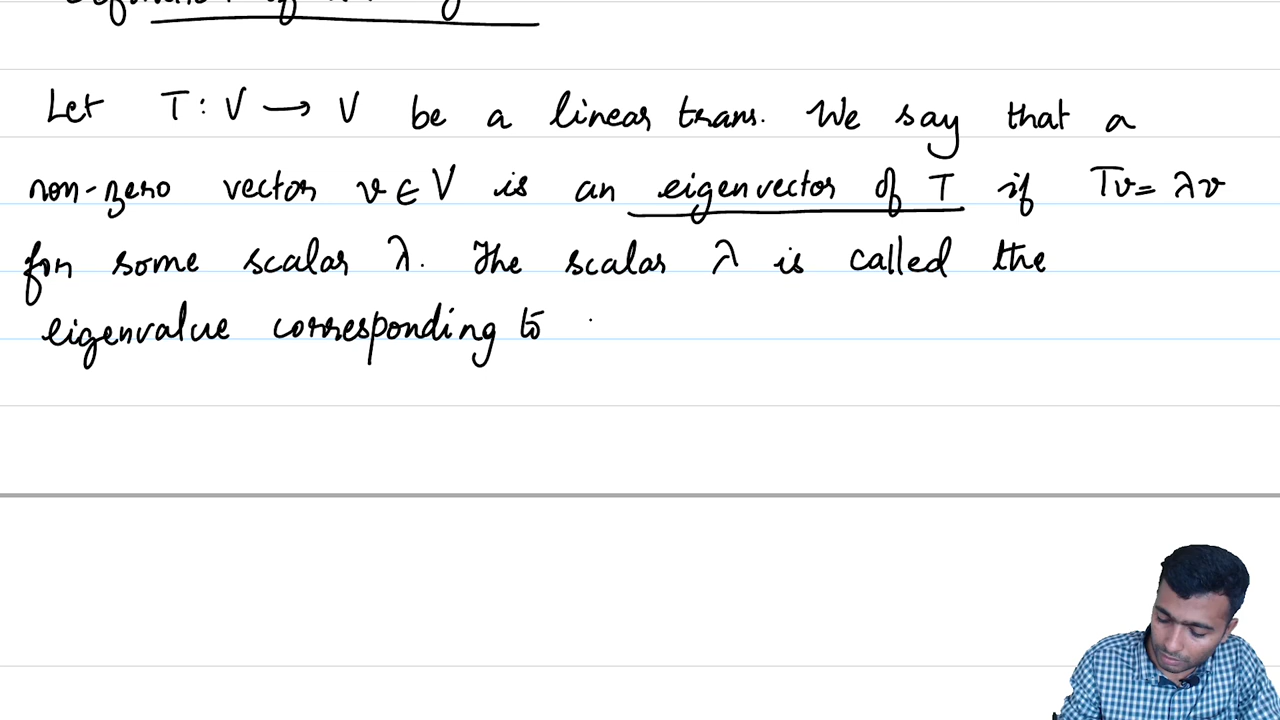 Let T : V → V be a linear trans. We say that a
non-zero vector v ∈ V is an eigenvector of T if Tv = λv
for some scalar λ. The scalar λ is called the
eigenvalue corresponding to